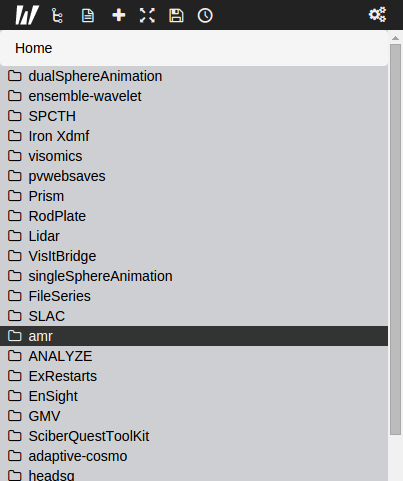 Home
dualSphereAnimation
ensemble-wavelet
SPCTH
Iron Xdmf
visomics
pvwebsaves
Prism
RodPlate
Lidar
VisItBridge
singleSphereAnimation
FileSeries
SLAC
amr
ANALYZE
ExRestarts
EnSight
GMV
SciberQuestToolKit
adaptive-cosmo
headsq